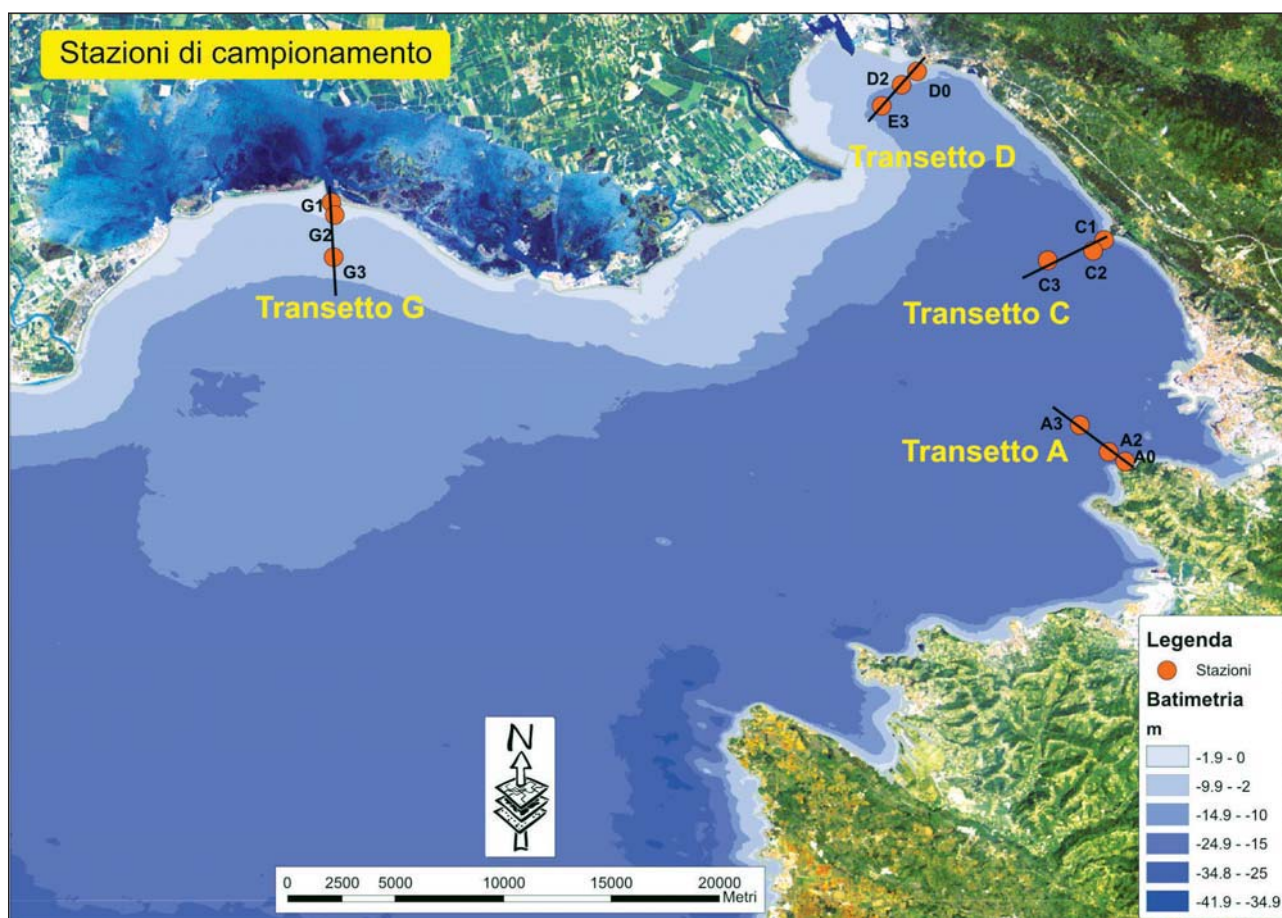 Stazioni di campionamento
D2
D0
E3
Transetto D
G1
G2
G3
Transetto G
C1
C2
C3
Transetto C
A3
A2
A0
Transetto A
N
0 2500 5000 10000 15000 20000
Metri
Legenda
Stazioni
Batimetria
m
-1.9 - 0
-9.9 - -2
-14.9 - -10
-24.9 - -15
-34.8 - -25
-41.9 - -34.9